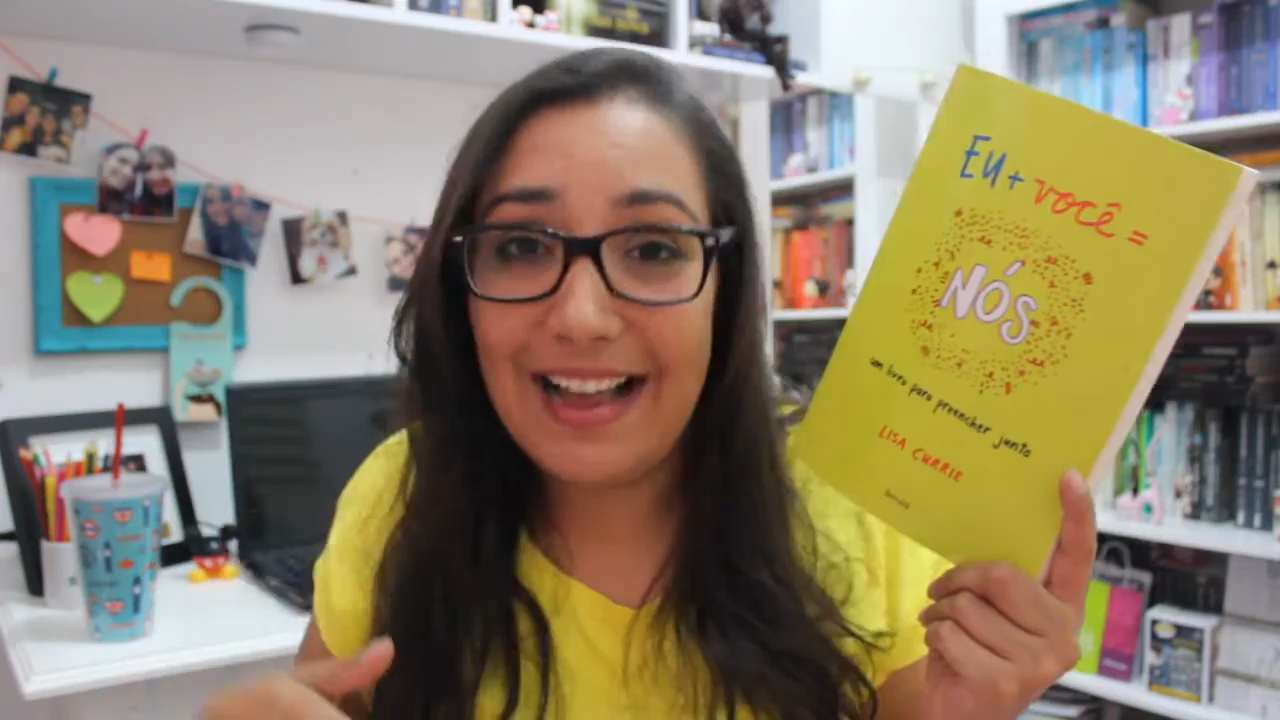 Eu + você =
NÓS
um livro para preencher junto
LISA CURRIE